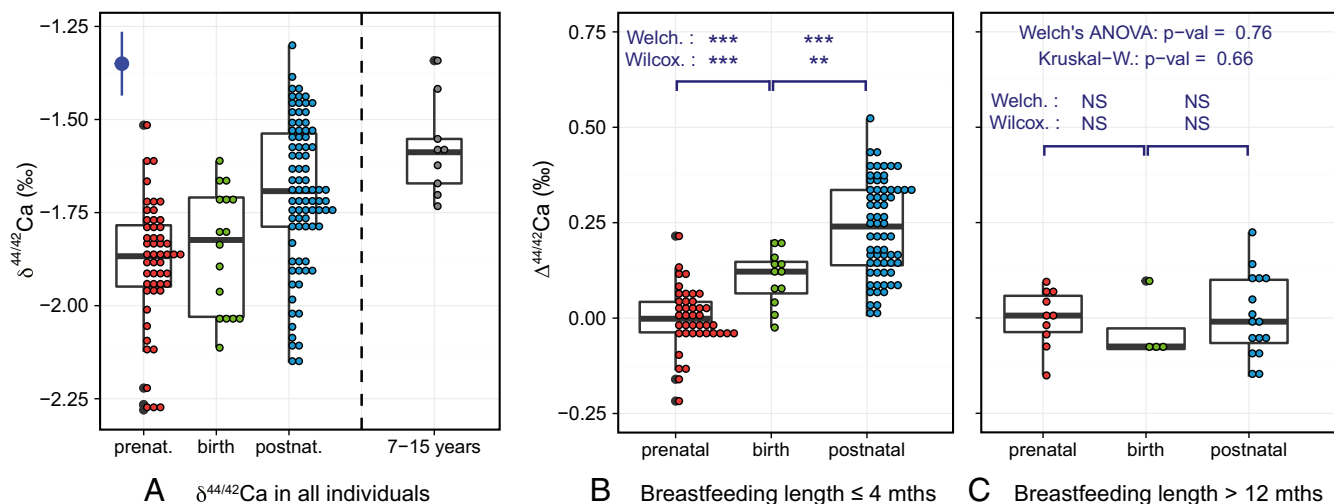 δ44/42Ca (‰)
−1.25
−1.50
−1.75
−2.00
−2.25
prenat. birth postnat. 7−15 years
A δ44/42Ca in all individuals
Δ44/42Ca (‰)
0.75
0.50
0.25
0.00
−0.25
Welch. : *** ***
Wilcox. : *** **
prenatal birth postnatal
B Breastfeeding length ≤ 4 mths
Welch's ANOVA: p−val = 0.76
Kruskal−W.: p−val = 0.66
Welch. : NS NS
Wilcox. : NS NS
prenatal birth postnatal
C Breastfeeding length > 12 mths